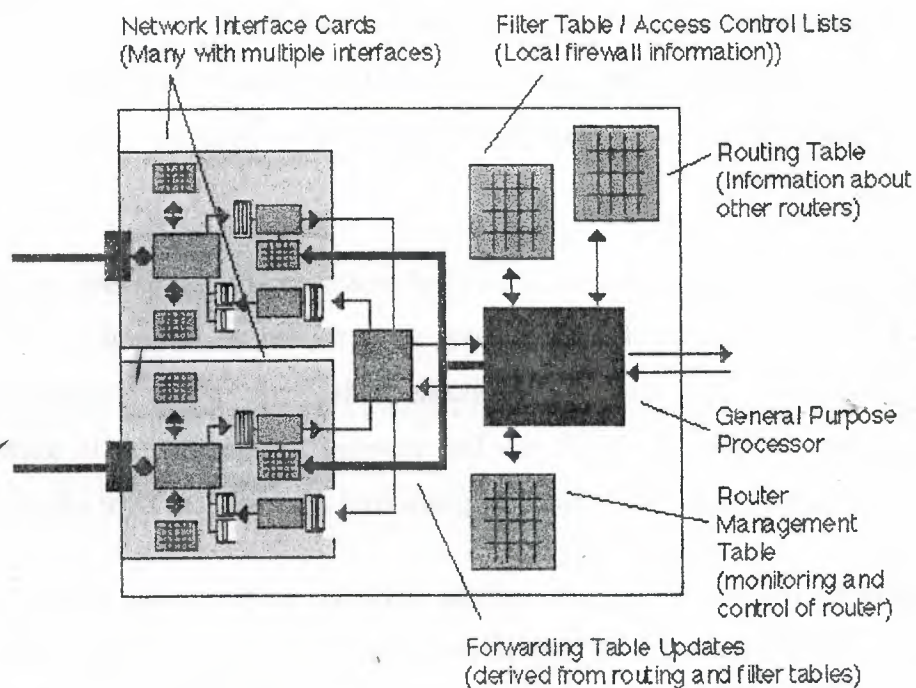 Network Interface Cards
(Many with multiple interfaces)
Filter Table / Access Control Lists
(Local firewall information))
Routing Table
(Information about
other routers)
General Purpose
Processor
Router
Management
Table
(monitoring and
control of router)
Forwarding Table Updates
(derived from routing and filter tables)